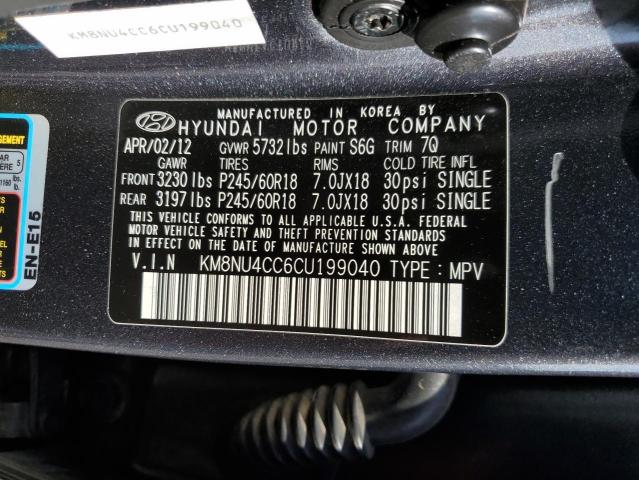 KM8NU4CC6CU199040
MANUFACTURED IN KOREA BY
HYUNDAI MOTOR COMPANY
APR/02/12 GVWR 5732lbs PAINT S6G TRIM 7Q
GAWR TIRES RIMS COLD TIRE INFL
FRONT 3230lbs P245/60R18 7.0JX18 30psi SINGLE
REAR 3197lbs P245/60R18 7.0JX18 30psi SINGLE
THIS VEHICLE CONFORMS TO ALL APPLICABLE U.S.A. FEDERAL
MOTOR VEHICLE SAFETY AND THEFT PREVENTION STANDARDS
IN EFFECT ON THE DATE OF MANUFACTURE SHOWN ABOVE
V.I.N KM8NU4CC6CU199040 TYPE : MPV
5
lbs.
EN-E15